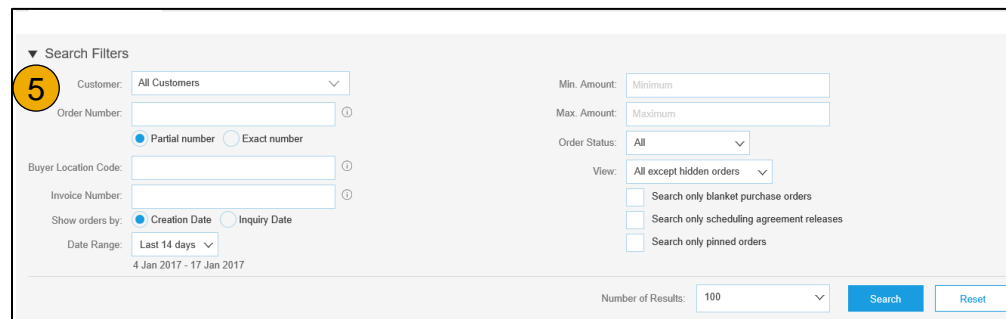 ▼ Search Filters
5
Customer: All Customers
Order Number:
Partial number Exact number
Buyer Location Code:
Invoice Number:
Show orders by: Creation Date Inquiry Date
Date Range: Last 14 days
4 Jan 2017 - 17 Jan 2017
Min. Amount: Minimum
Max. Amount: Maximum
Order Status: All
View: All except hidden orders
Search only blanket purchase orders
Search only scheduling agreement releases
Search only pinned orders
Number of Results: 100 Search Reset